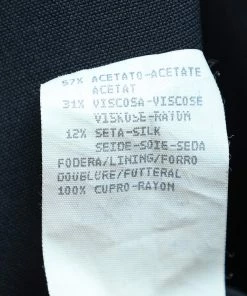 57% ACETATO-ACETATE
ACETAT
31% VISCOSA-VISCOSE
VISKOSE-RAYON
12% SETA-SILK
SEIDE-SOIE-SEDA
FODERA/LINING/FORRO
DOUBLURE/FUTTERAL
100% CUPRO-RAYON